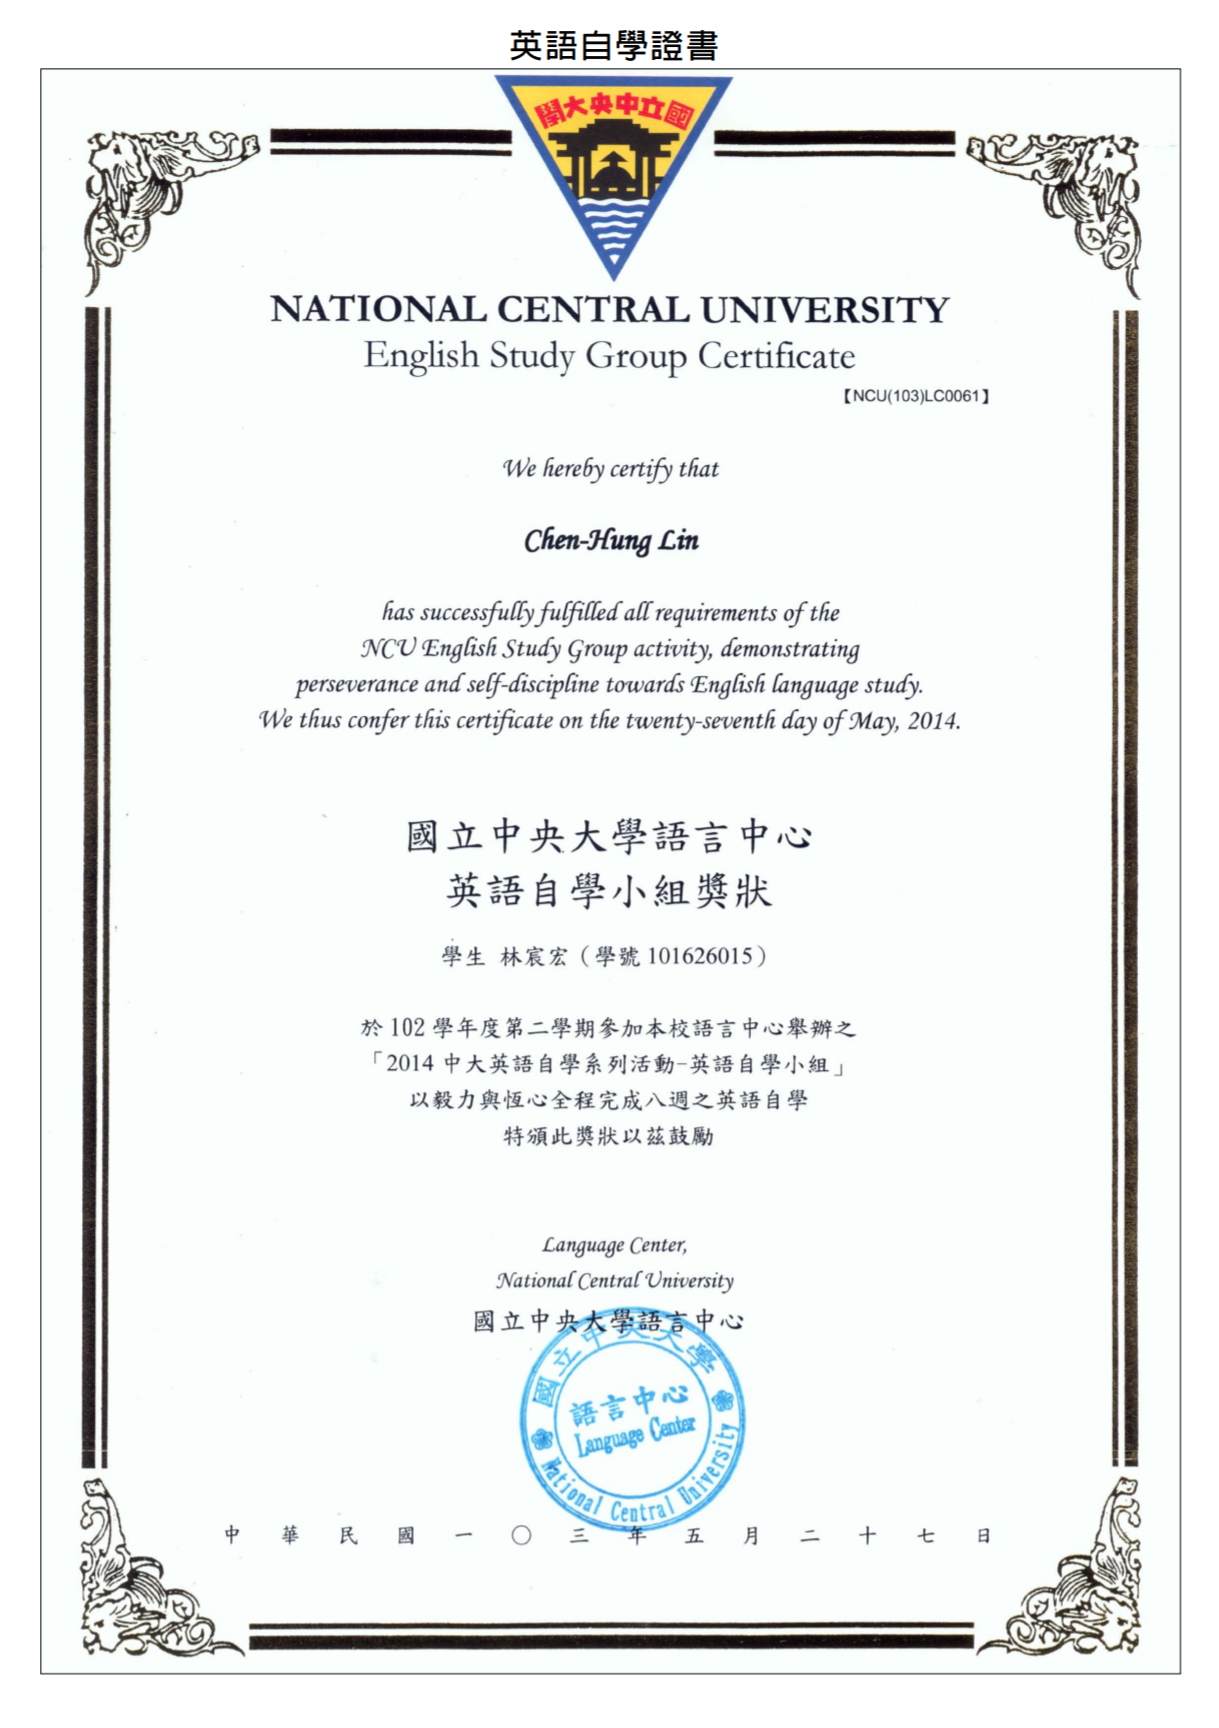 英語自學證書
國立中央大學
NATIONAL CENTRAL UNIVERSITY
English Study Group Certificate
【NCU(103)LC0061】
We hereby certify that
Chen-Hung Lin
has successfully fulfilled all requirements of the
NCU English Study Group activity, demonstrating
perseverance and self-discipline towards English language study.
We thus confer this certificate on the twenty-seventh day of May, 2014.
國立中央大學語言中心
英語自學小組獎狀
學生 林宸宏（學號 101626015）
於 102 學年度第二學期參加本校語言中心舉辦之
「2014 中大英語自學系列活動-英語自學小組」
以毅力與恆心全程完成八週之英語自學
特頒此獎狀以茲鼓勵
Language Center,
National Central University
國立中央大學語言中心
國立中央大學
語言中心
Language Center
National Central University
中華民國一〇三年五月二十七日